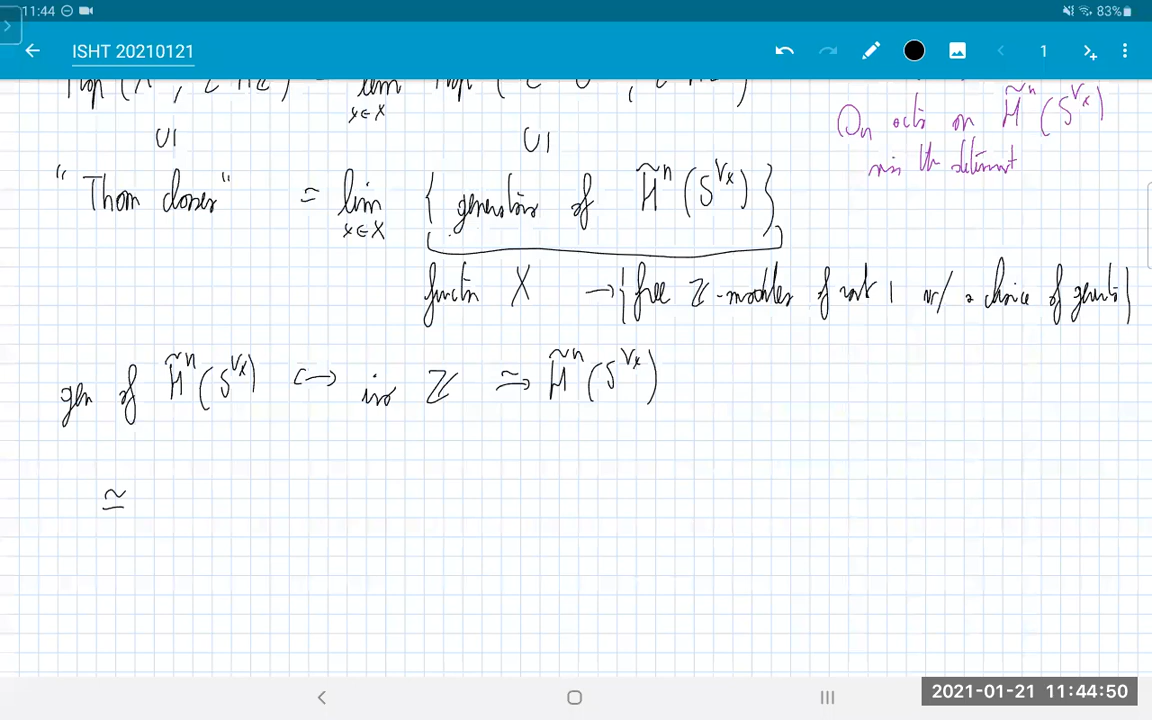 11:44 83%
ISHT 20210121 1
lim
x∈X
O_n acts on H̃ⁿ(S^{V_x})
via the determinant
∪| ∪|
"Thom classes" = lim { generators of H̃ⁿ(S^{V_x}) }
x∈X
functor X → {free ℤ-modules of rank 1 w/ a choice of generator}
gen of H̃ⁿ(S^{V_x}) ↔ iso ℤ ⥲ H̃ⁿ(S^{V_x})
≃
2021-01-21 11:44:50